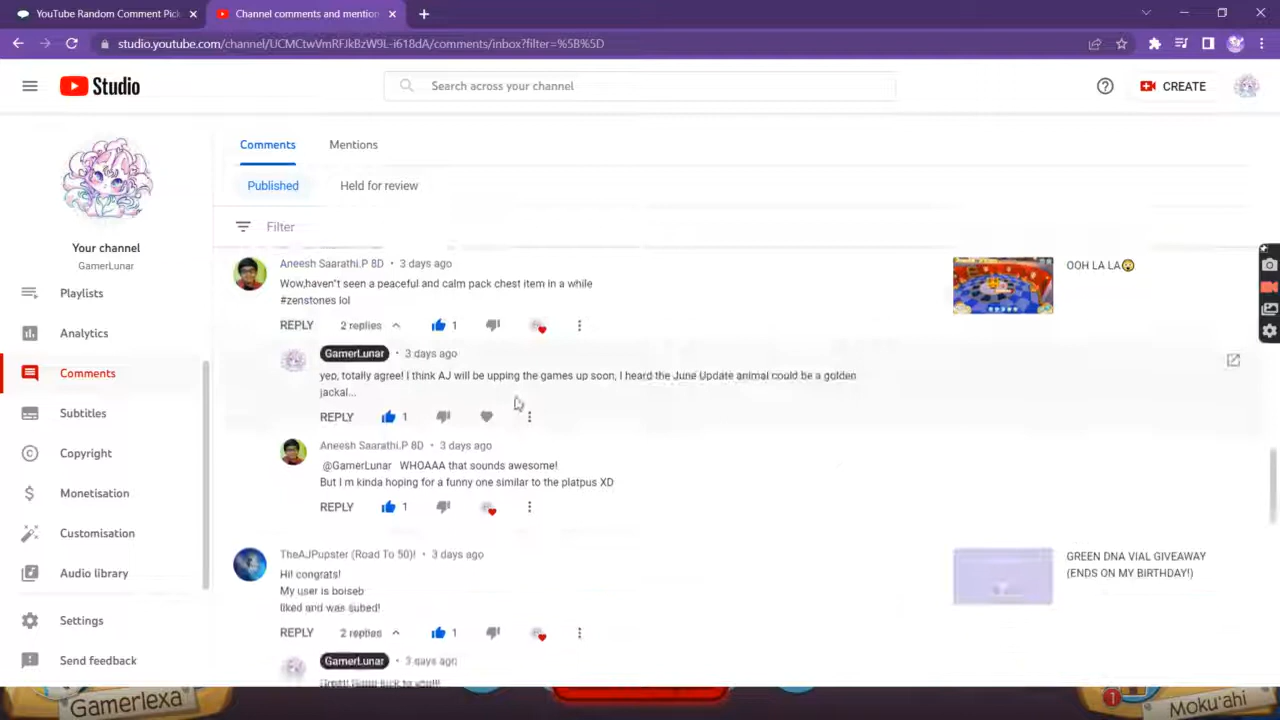 YouTube Random Comment Pick
Channel comments and mention
studio.youtube.com/channel/UCMCtwVmRFJkBzW9L-i618dA/comments/inbox?filter=%5B%5D
Studio
Search across your channel
CREATE
Your channel
GamerLunar
Playlists
Analytics
Comments
Subtitles
Copyright
Monetisation
Customisation
Audio library
Settings
Send feedback
Comments
Mentions
Published
Held for review
Filter
Aneesh Saarathi.P 8D • 3 days ago
Wow,haven't seen a peaceful and calm pack chest item in a while
#zenstones lol
REPLY 2 replies 1
OOH LA LA😮
GamerLunar • 3 days ago
yep, totally agree! I think AJ will be upping the games up soon, I heard the June Update animal could be a golden
jackal...
REPLY 1
Aneesh Saarathi.P 8D • 3 days ago
@GamerLunar WHOAAA that sounds awesome!
But I m kinda hoping for a funny one similar to the platpus XD
REPLY 1
TheAJPupster (Road To 50)! • 3 days ago
Hi! congrats!
My user is boiseb
liked and was subed!
REPLY 2 replies 1
GREEN DNA VIAL GIVEAWAY
(ENDS ON MY BIRTHDAY!)
GamerLunar • 3 days ago
Gamerlexa
1
Moku'ahi